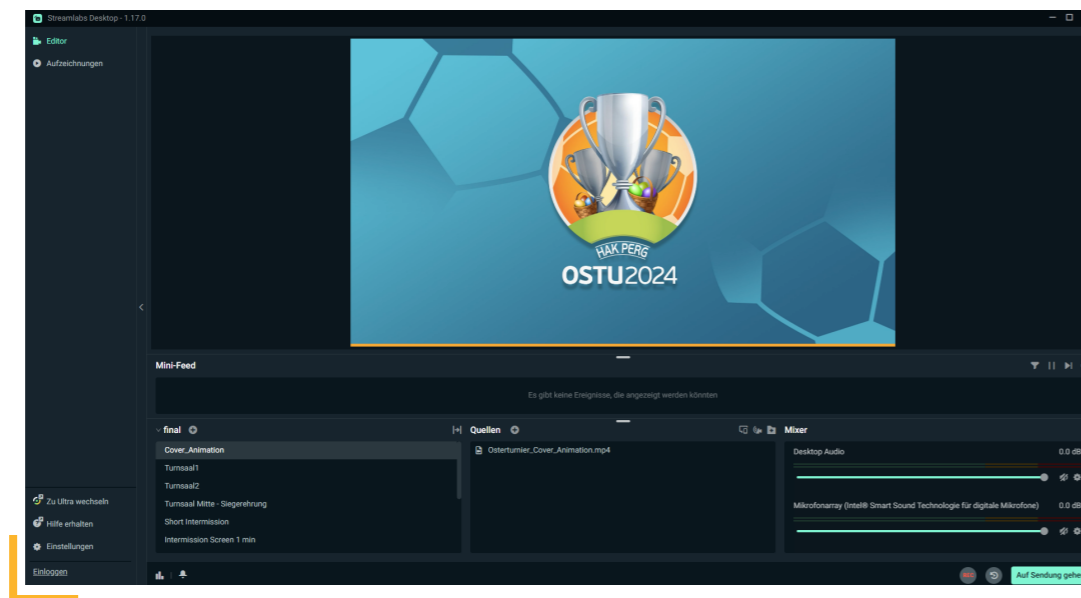 Streamlabs Desktop - 1.17.0
Editor
Aufzeichnungen
HAK PERG
OSTU2024
Mini-Feed
Es gibt keine Ereignisse, die angezeigt werden könnten
final
Quellen
Mixer
Cover_Animation
Turnsaal1
Turnsaal2
Turnsaal Mitte - Siegerehrung
Short Intermission
Intermission Screen 1 min
Osterturnier_Cover_Animation.mp4
Desktop Audio 0.0 dB
Mikrofonarray (Intel® Smart Sound Technologie für digitale Mikrofone) 0.0 dB
Zu Ultra wechseln
Hilfe erhalten
Einstellungen
Einloggen
REC
Auf Sendung gehe